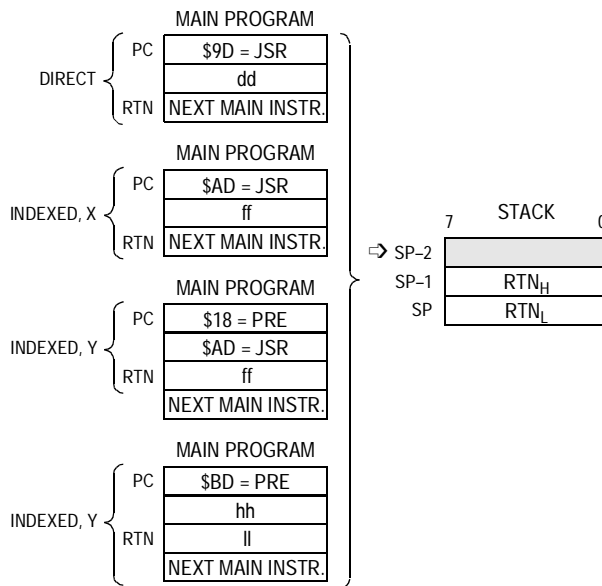 MAIN PROGRAM
PC $9D = JSR
DIRECT dd
RTN NEXT MAIN INSTR.
MAIN PROGRAM
PC $AD = JSR
INDEXED, X ff
RTN NEXT MAIN INSTR.
MAIN PROGRAM
PC $18 = PRE
INDEXED, Y $AD = JSR
RTN ff
NEXT MAIN INSTR.
MAIN PROGRAM
PC $BD = PRE
INDEXED, Y hh
RTN ll
NEXT MAIN INSTR.
7 STACK 0
➩ SP–2
SP–1 RTNH
SP RTNL